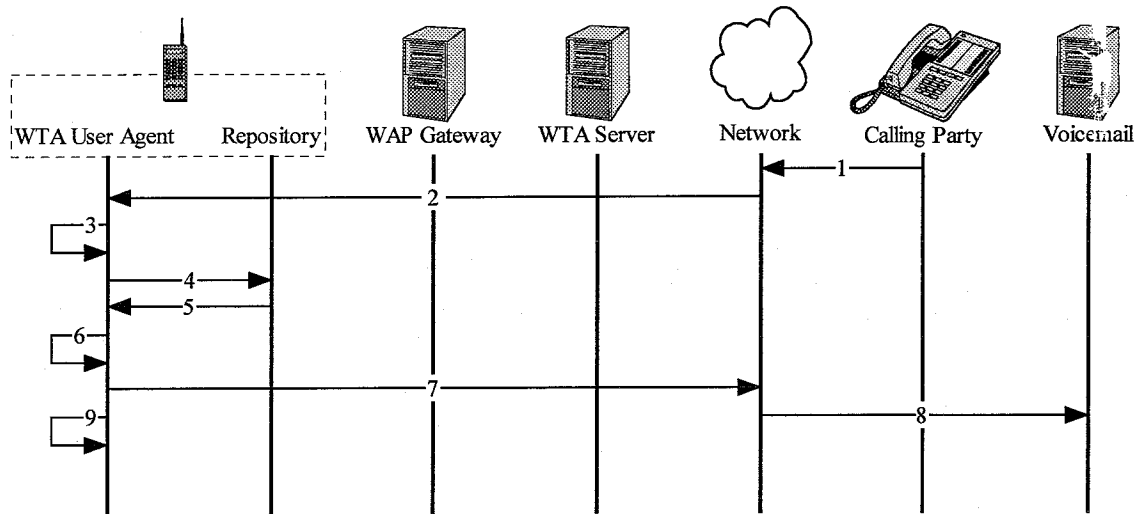 WTA User Agent
Repository
WAP Gateway
WTA Server
Network
Calling Party
Voicemail
1
2
3
4
5
6
7
8
9